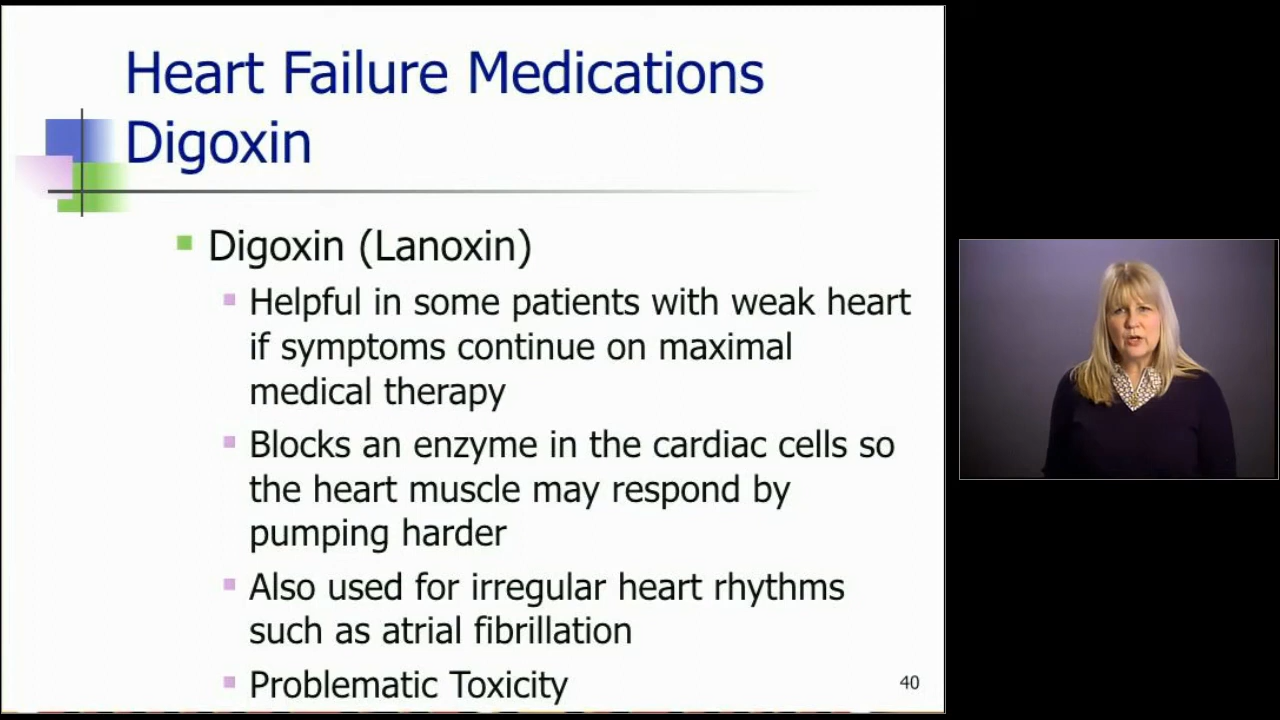 Heart Failure Medications
Digoxin
Digoxin (Lanoxin)
Helpful in some patients with weak heart
if symptoms continue on maximal
medical therapy
Blocks an enzyme in the cardiac cells so
the heart muscle may respond by
pumping harder
Also used for irregular heart rhythms
such as atrial fibrillation
Problematic Toxicity
40